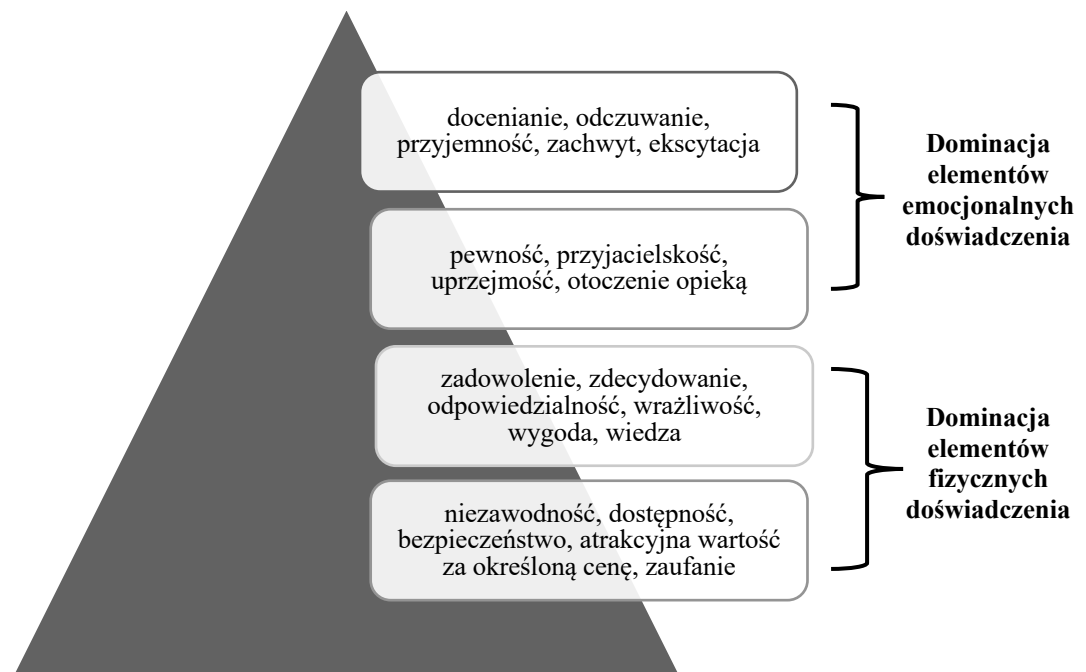 docenianie, odczuwanie,
przyjemność, zachwyt, ekscytacja
pewność, przyjacielskość,
uprzejmość, otoczenie opieką
Dominacja
elementów
emocjonalnych
doświadczenia
zadowolenie, zdecydowanie,
odpowiedzialność, wrażliwość,
wygoda, wiedza
niezawodność, dostępność,
bezpieczeństwo, atrakcyjna wartość
za określoną cenę, zaufanie
Dominacja
elementów
fizycznych
doświadczenia